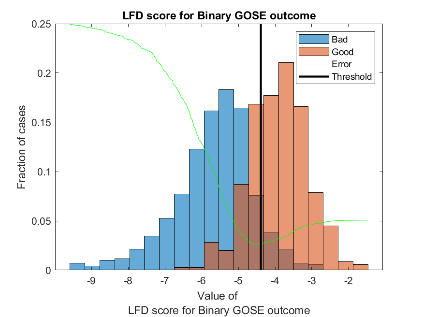 LFD score for Binary GOSE outcome
0.25
0.2
0.15
0.1
0.05
0
Fraction of cases
Bad
Good
Error
Threshold
-9 -8 -7 -6 -5 -4 -3 -2
Value of
LFD score for Binary GOSE outcome